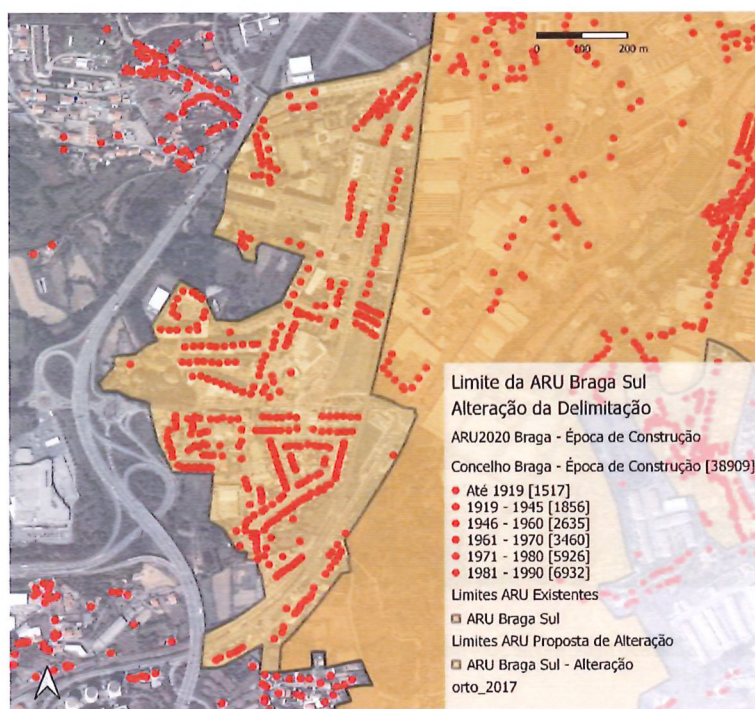 0 100 200 m
Limite da ARU Braga Sul
Alteração da Delimitação
ARU2020 Braga - Época de Construção
Concelho Braga - Época de Construção [38909]
Até 1919 [1517]
1919 - 1945 [1856]
1946 - 1960 [2635]
1961 - 1970 [3460]
1971 - 1980 [5926]
1981 - 1990 [6932]
Limites ARU Existentes
ARU Braga Sul
Limites ARU Proposta de Alteração
ARU Braga Sul - Alteração
orto_2017